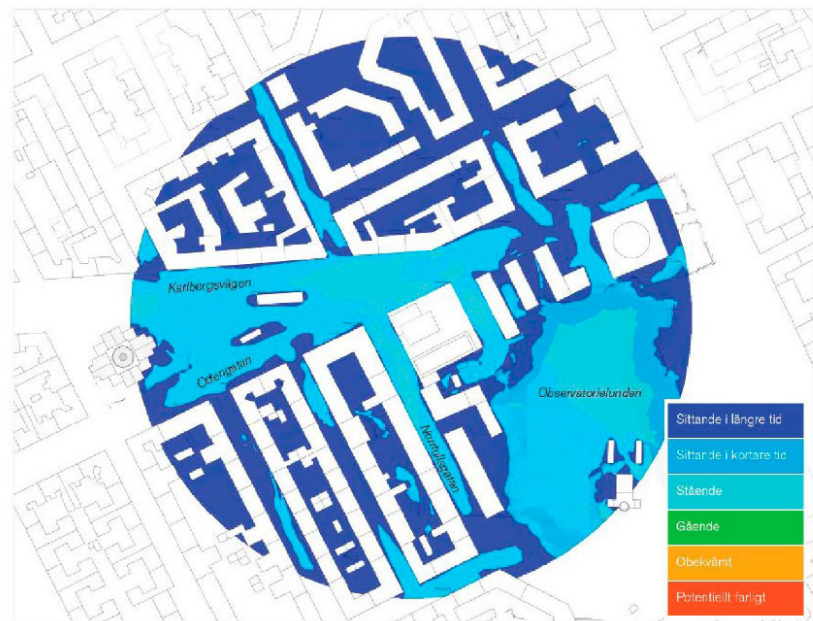 Karlbergsvägen
Odengatan
Norrtullsgatan
Observatorielunden
Sittande i längre tid
Sittande i kortare tid
Stående
Gående
Obekvämt
Potentiellt farligt